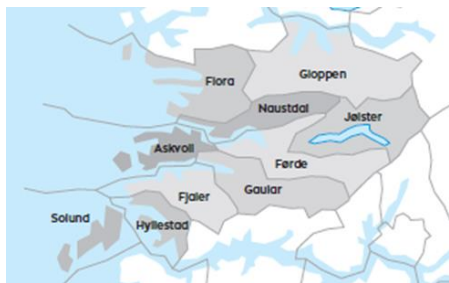 Flora
Gloppen
Naustdal
Jølster
Askvoll
Førde
Fjaler
Gaular
Solund
Hyllestad